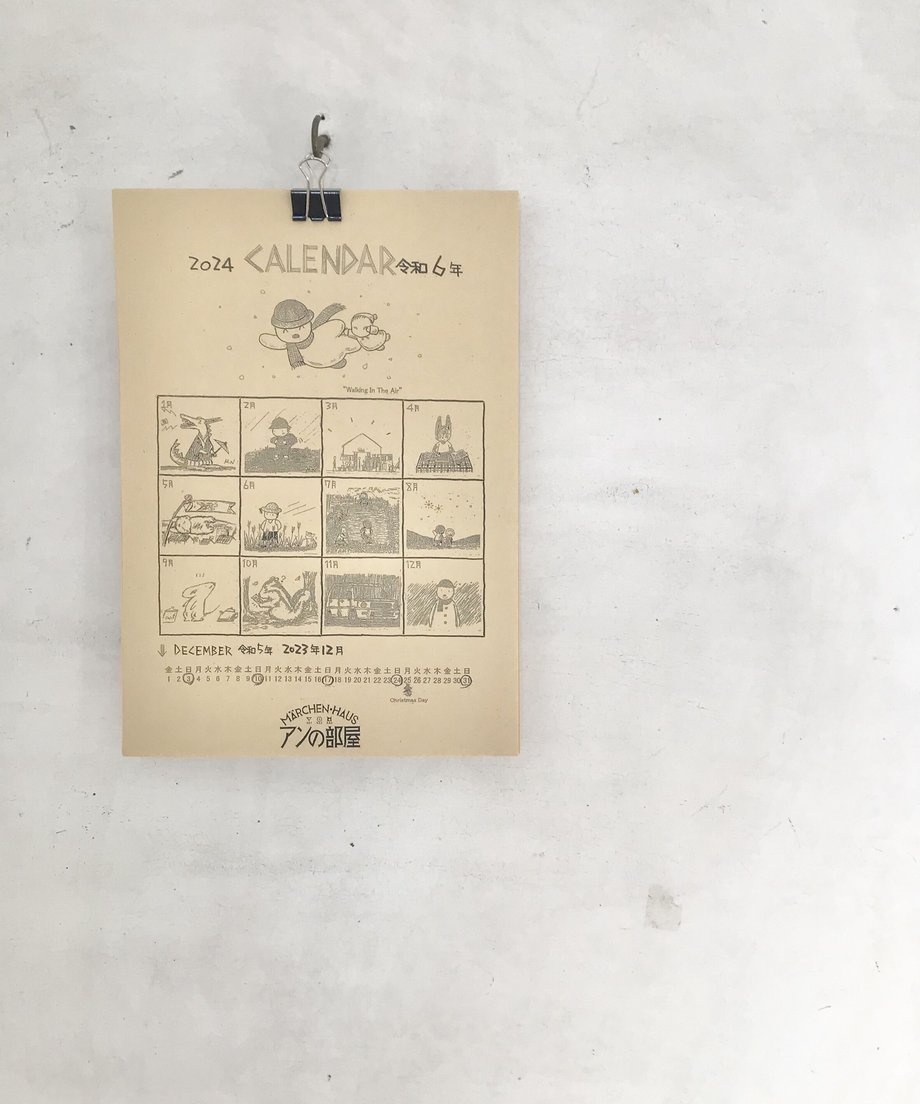 2024 CALENDAR 令和6年
"Walking In The Air"
1月 2月 3月 4月
5月 6月 7月 8月
9月 10月 11月 12月
DECEMBER 令和5年 2023年12月
金 土 日 月 火 水 木 金 土 日 月 火 水 木 金 土 日 月 火 水 木 金 土 日 月 火 水 木 金 土 日
1 2 3 4 5 6 7 8 9 10 11 12 13 14 15 16 17 18 19 20 21 22 23 24 25 26 27 28 29 30 31
Christmas Day
MÄRCHEN・HAUS
アンの部屋